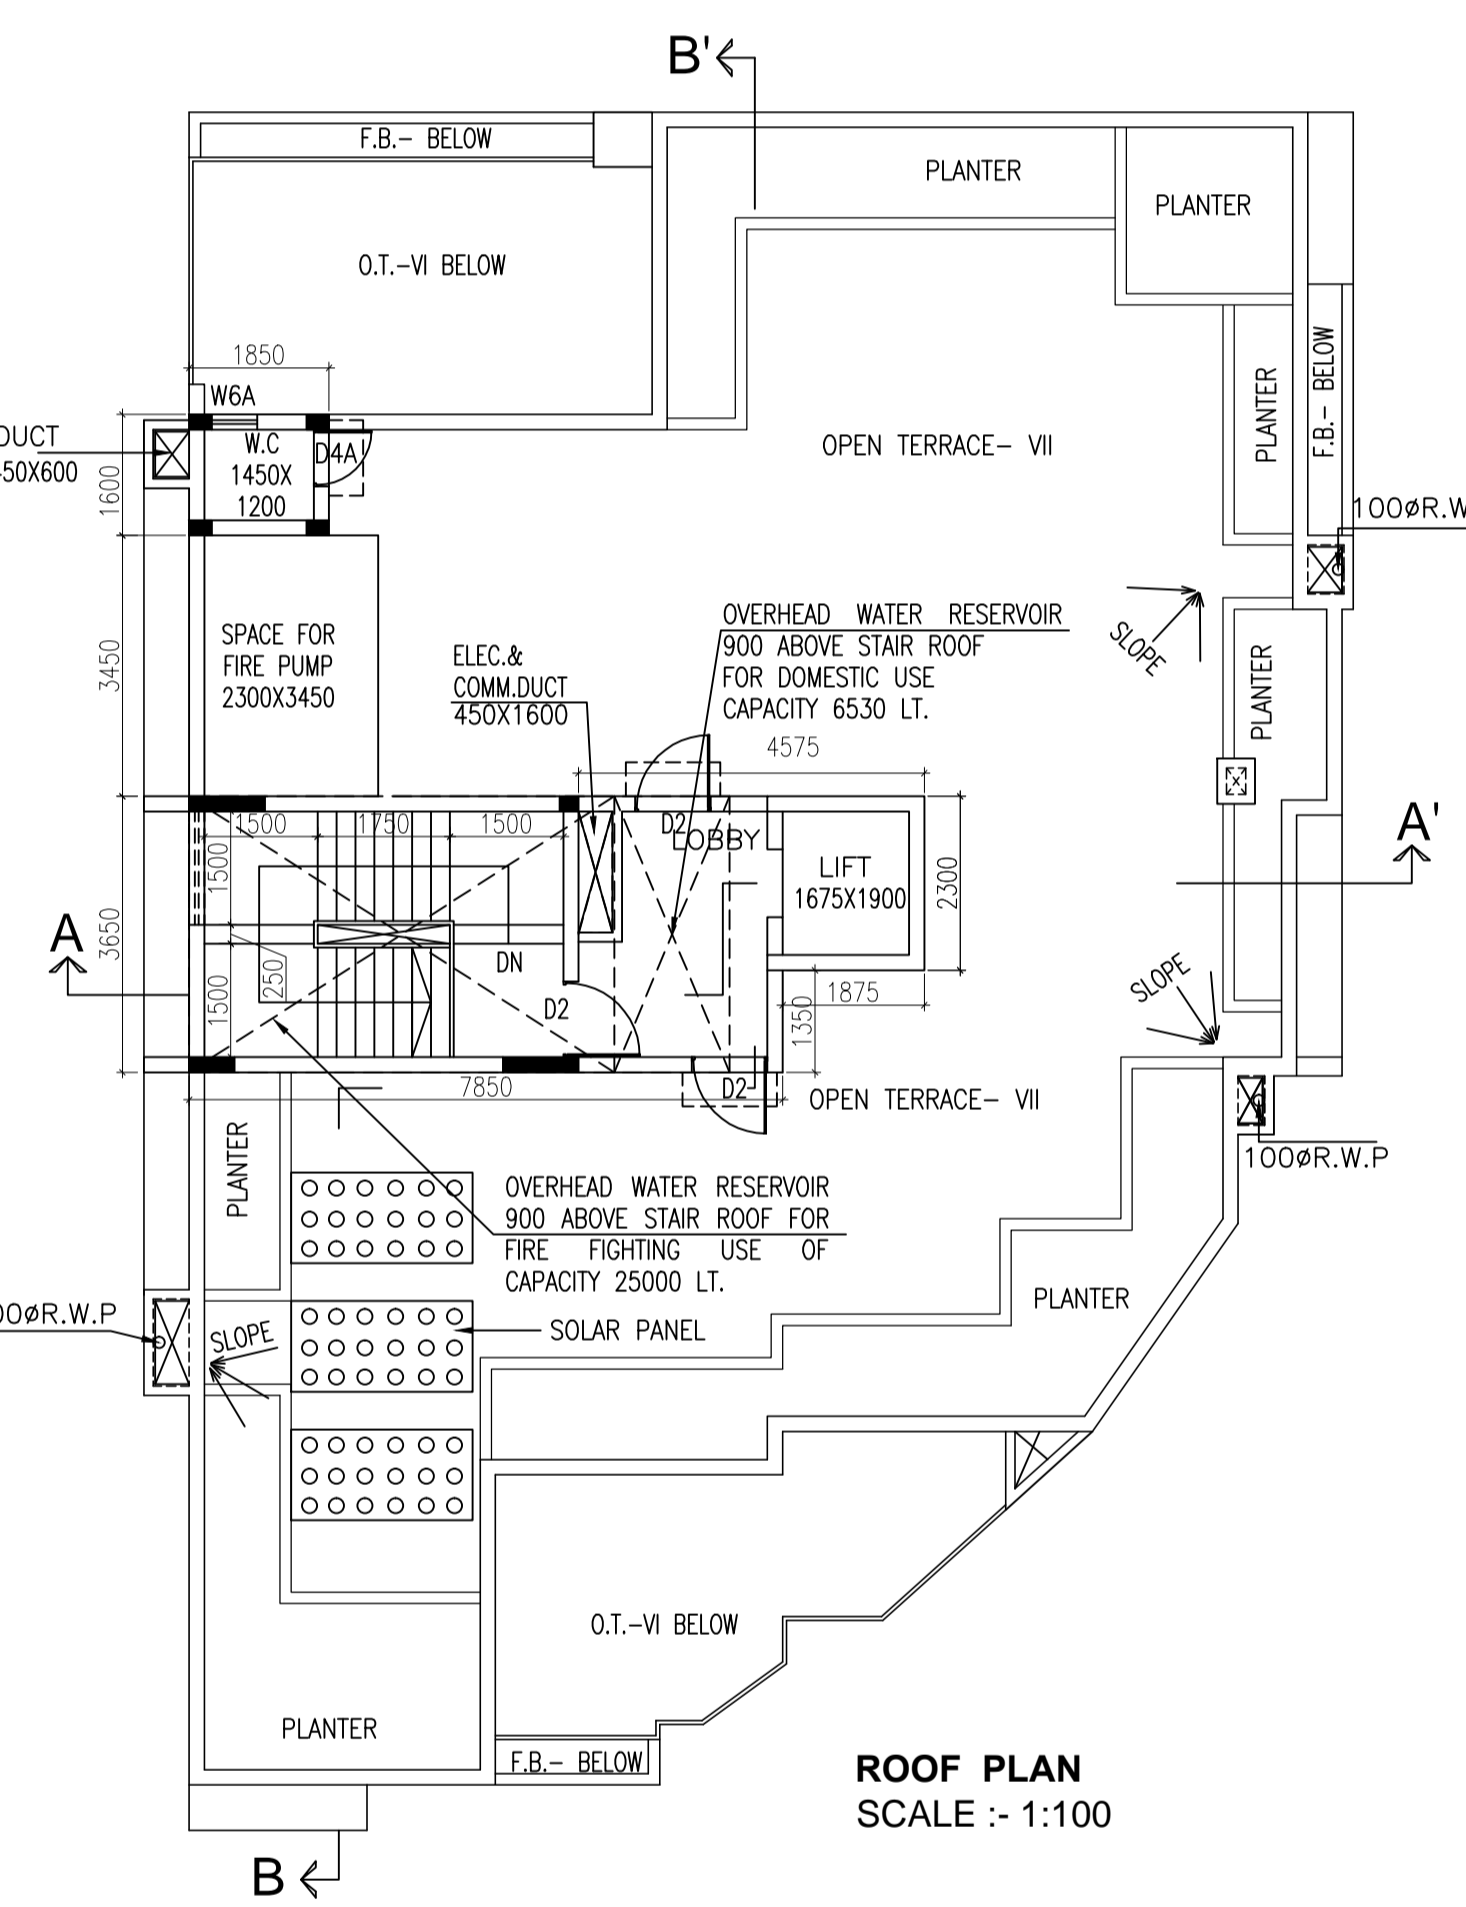 B'
F.B.– BELOW
PLANTER
PLANTER
O.T.–VI BELOW
1850
W6A
F.B.– BELOW
PLANTER
DUCT
50X600
W.C
1450X
1200
D4A
OPEN TERRACE– VII
1600
100øR.W
3450
SPACE FOR
FIRE PUMP
2300X3450
ELEC.&
COMM.DUCT
450X1600
OVERHEAD WATER RESERVOIR
900 ABOVE STAIR ROOF
FOR DOMESTIC USE
CAPACITY 6530 LT.
SLOPE
PLANTER
4575
1500
1750
1500
D2
LOBBY
A'
1500
LIFT
1675X1900
2300
A
3650
DN
SLOPE
250
1500
D2
1875
1350
7850
D2
OPEN TERRACE– VII
PLANTER
100øR.W.P
OVERHEAD WATER RESERVOIR
900 ABOVE STAIR ROOF FOR
FIRE FIGHTING USE OF
CAPACITY 25000 LT.
PLANTER
00øR.W.P
SLOPE
SOLAR PANEL
O.T.–VI BELOW
PLANTER
F.B.– BELOW
ROOF PLAN
SCALE :- 1:100
B